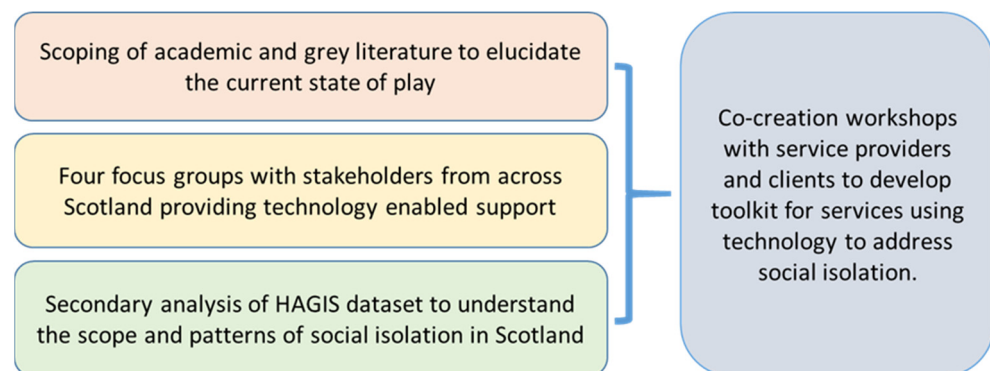 Scoping of academic and grey literature to elucidate
the current state of play
Four focus groups with stakeholders from across
Scotland providing technology enabled support
Secondary analysis of HAGIS dataset to understand
the scope and patterns of social isolation in Scotland
Co-creation workshops
with service providers
and clients to develop
toolkit for services using
technology to address
social isolation.